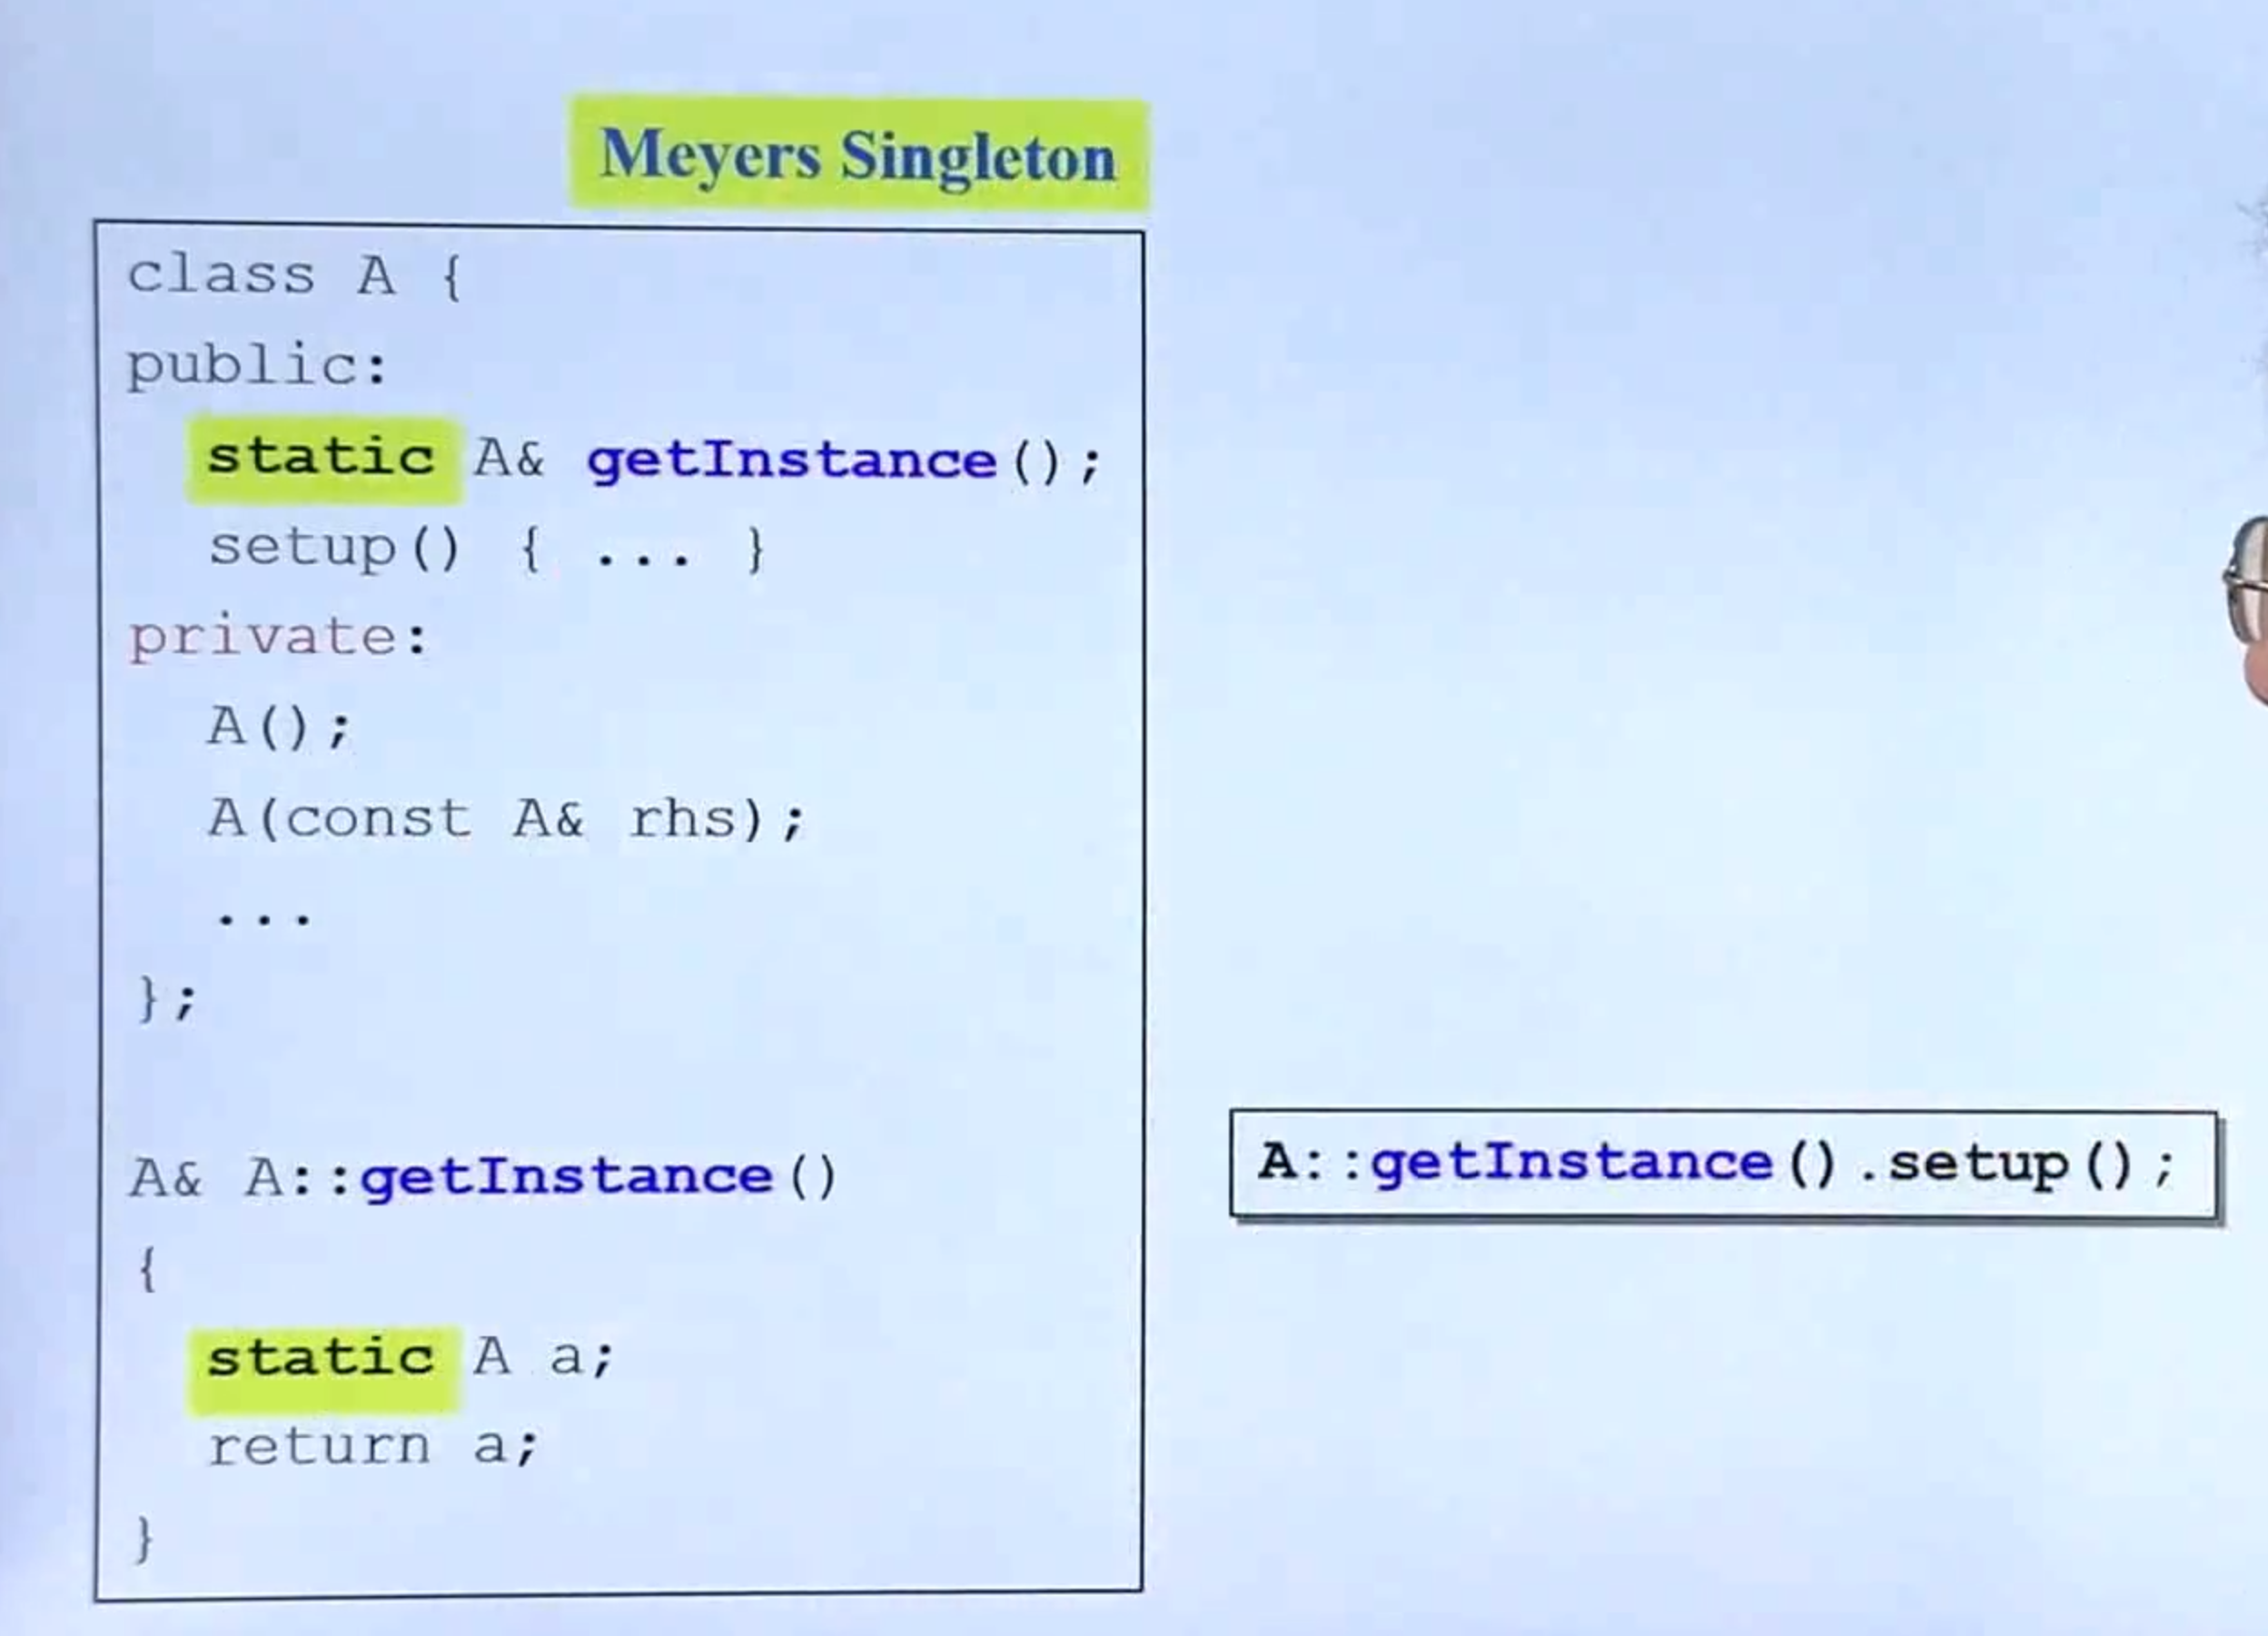 Meyers Singleton
class A {
public:
static A& getInstance();
setup() { ... }
private:
A();
A(const A& rhs);
...
};
A& A::getInstance()
{
static A a;
return a;
}
A::getInstance().setup();